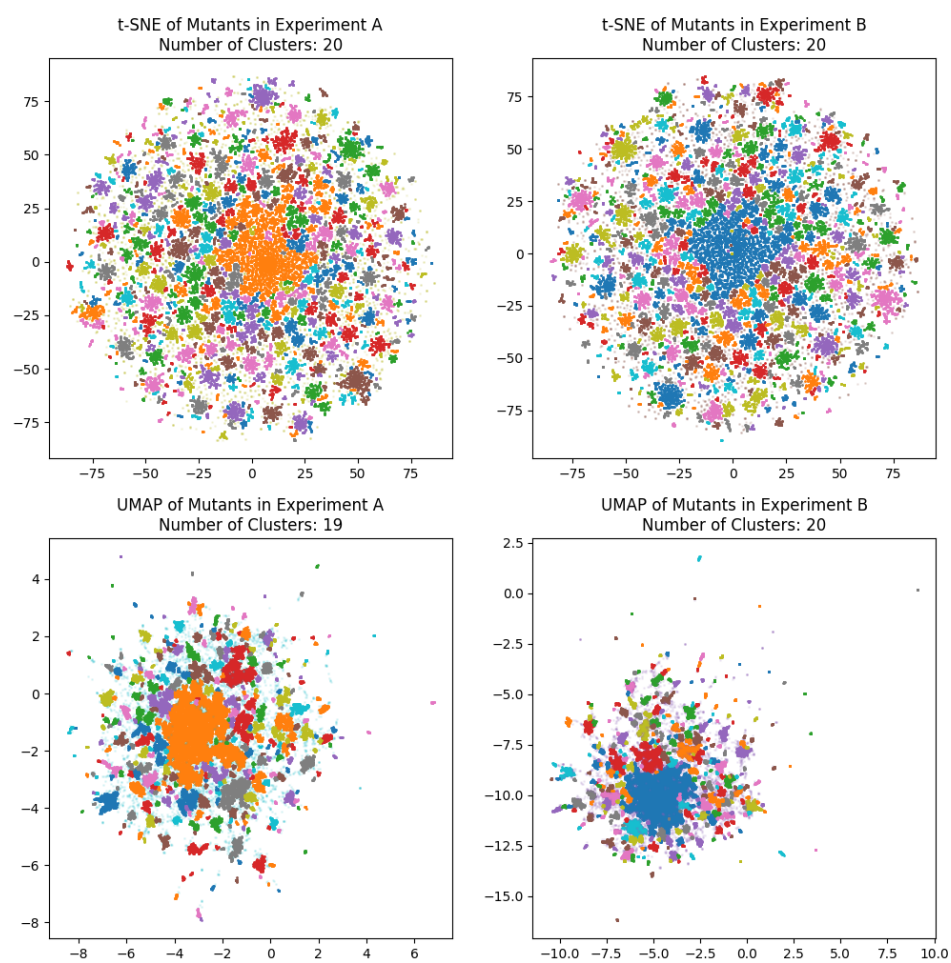 t-SNE of Mutants in Experiment A
Number of Clusters: 20
75
50
25
0
−25
−50
−75
−75 −50 −25 0 25 50 75
t-SNE of Mutants in Experiment B
Number of Clusters: 20
75
50
25
0
−25
−50
−75
−75 −50 −25 0 25 50 75
UMAP of Mutants in Experiment A
Number of Clusters: 19
4
2
0
−2
−4
−6
−8
−8 −6 −4 −2 0 2 4 6
UMAP of Mutants in Experiment B
Number of Clusters: 20
2.5
0.0
−2.5
−5.0
−7.5
−10.0
−12.5
−15.0
−10.0 −7.5 −5.0 −2.5 0.0 2.5 5.0 7.5 10.0